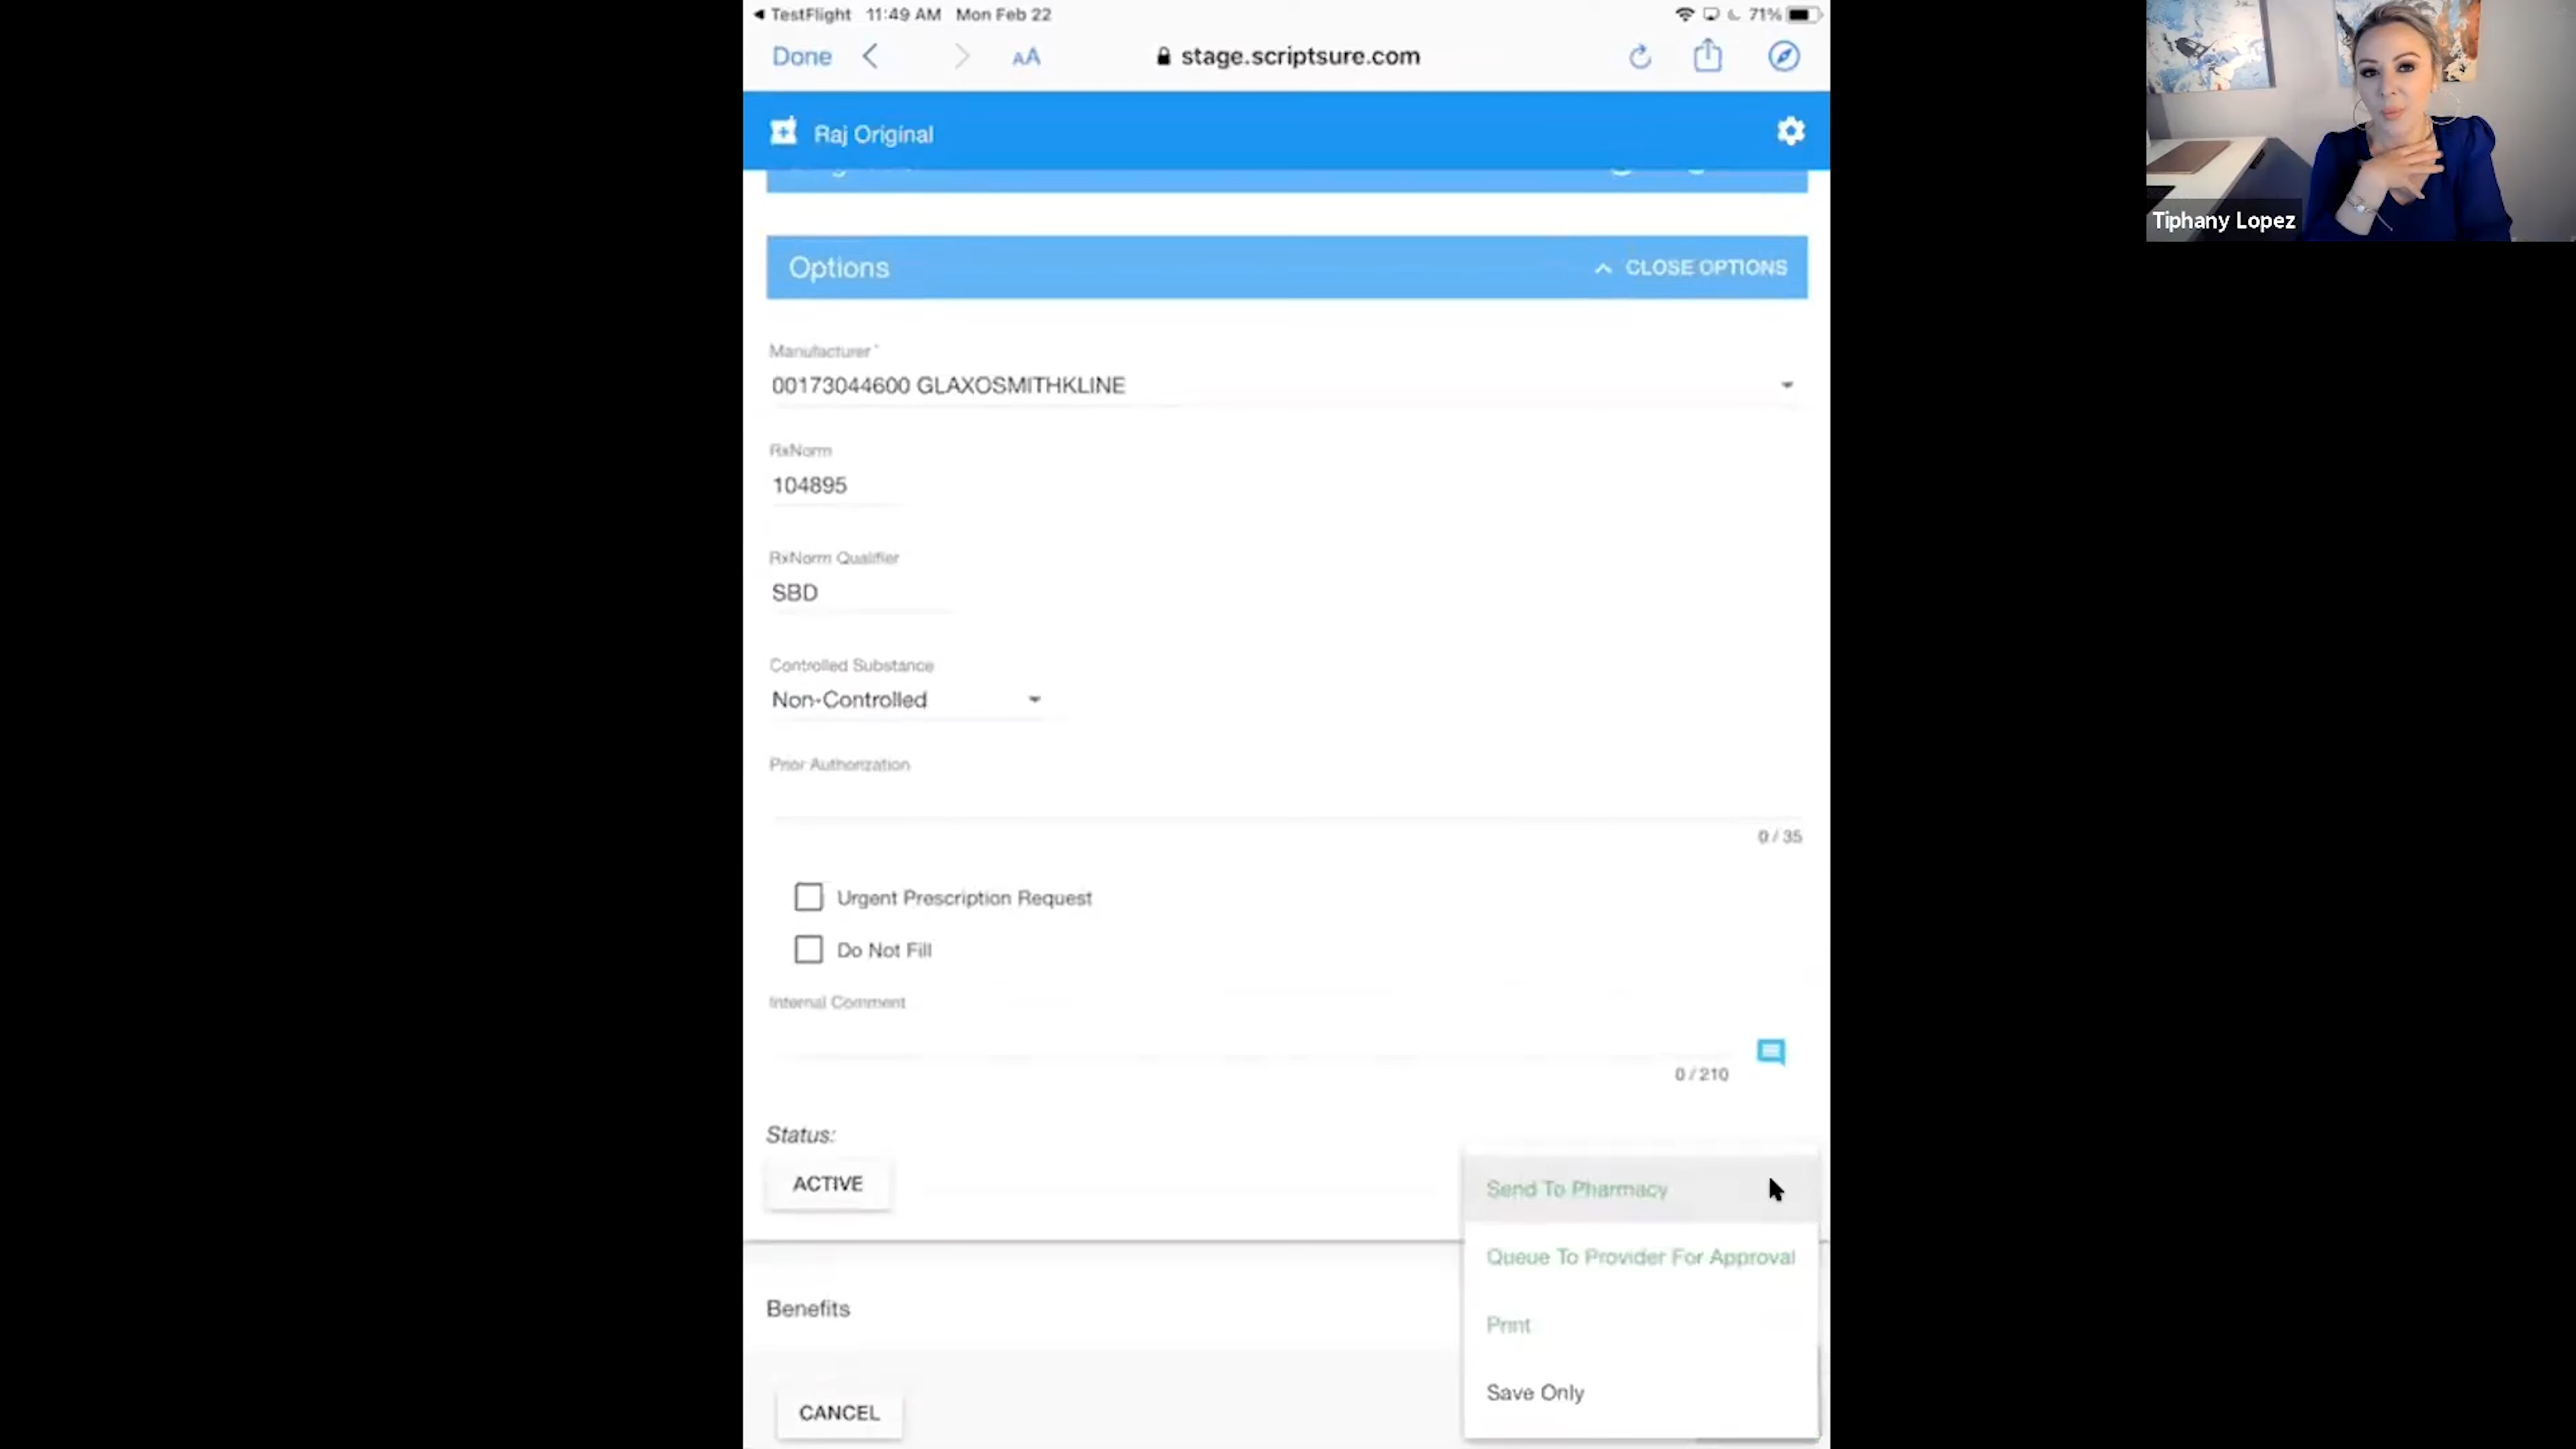 TestFlight 11:49 AM Mon Feb 22
71%
Done
AA
stage.scriptsure.com
Raj Original
Options
CLOSE OPTIONS
Manufacturer *
00173044600 GLAXOSMITHKLINE
RxNorm
104895
RxNorm Qualifier
SBD
Controlled Substance
Non-Controlled
Prior Authorization
0 / 35
Urgent Prescription Request
Do Not Fill
Internal Comment
0 / 210
Status:
ACTIVE
Send To Pharmacy
Queue To Provider For Approval
Print
Save Only
Benefits
CANCEL
Tiphany Lopez